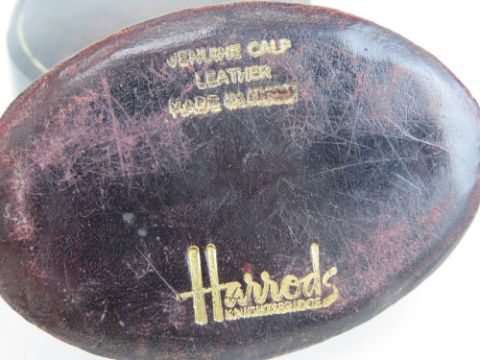 GENUINE CALF
LEATHER
MADE IN
Harrods
KNIGHTSBRIDGE